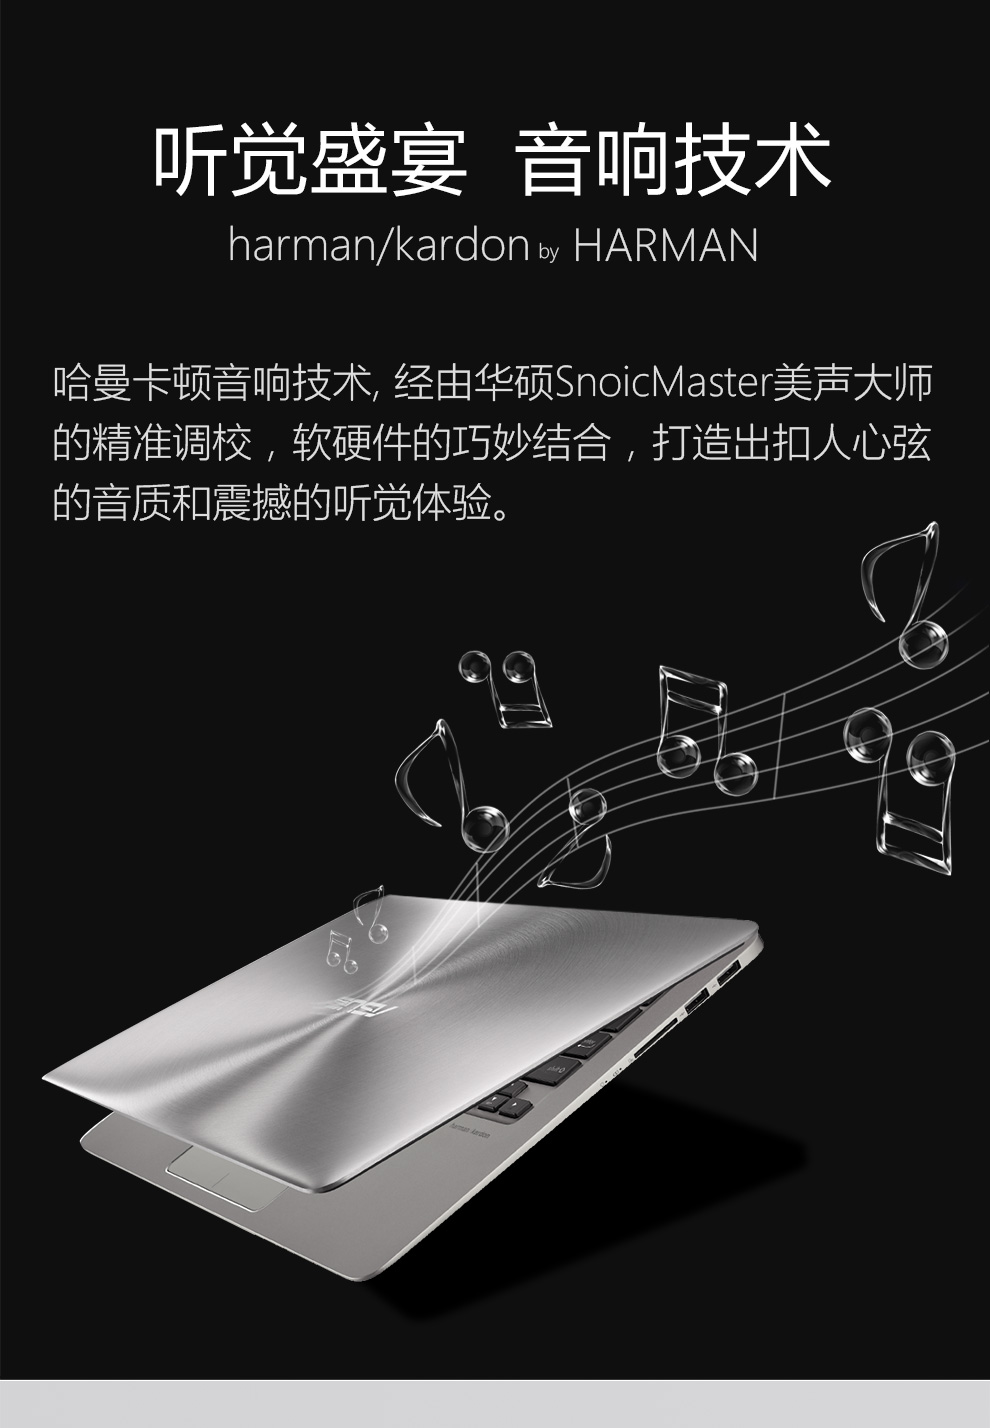 听觉盛宴 音响技术
harman/kardon by HARMAN
哈曼卡顿音响技术, 经由华硕SnoicMaster美声大师
的精准调校，软硬件的巧妙结合，打造出扣人心弦
的音质和震撼的听觉体验。
ASUS
harman kardon